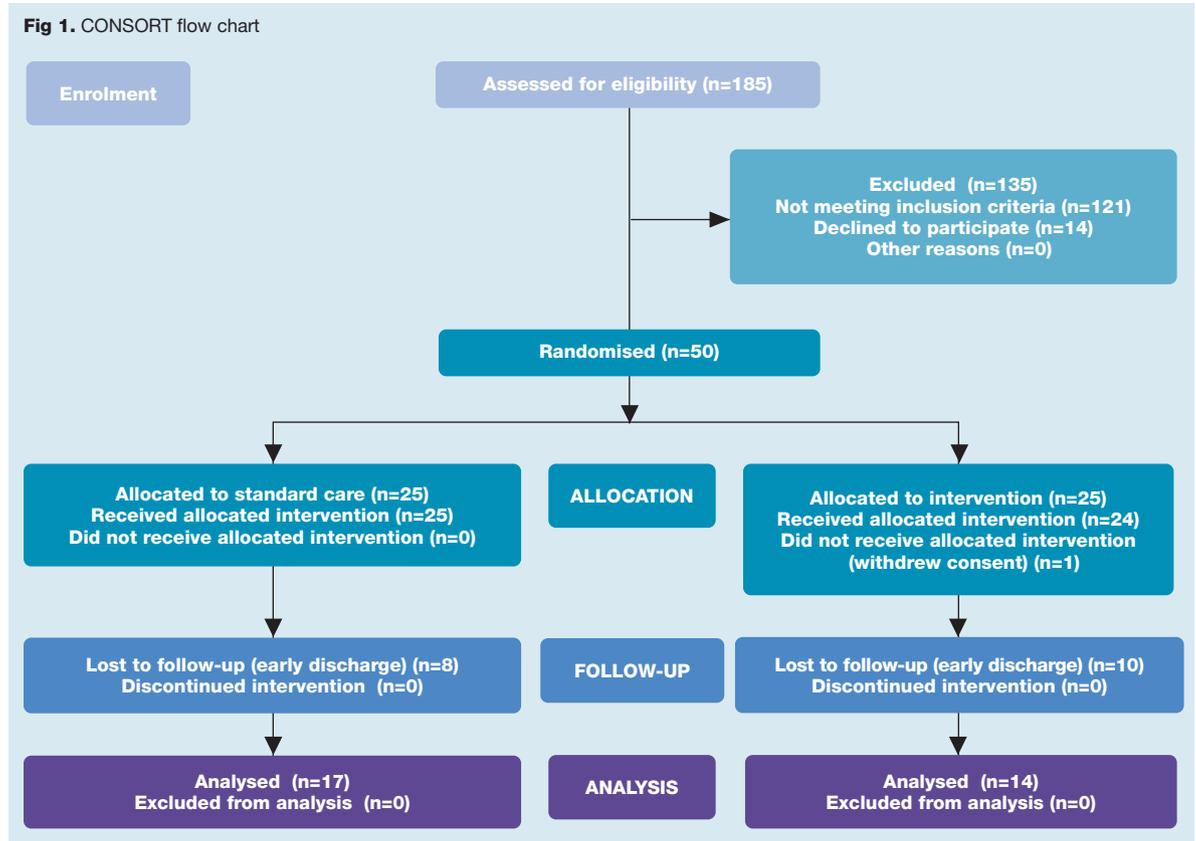 Fig 1. CONSORT flow chart
Enrolment
Assessed for eligibility (n=185)
Excluded (n=135)
Not meeting inclusion criteria (n=121)
Declined to participate (n=14)
Other reasons (n=0)
Randomised (n=50)
Allocated to standard care (n=25)
Received allocated intervention (n=25)
Did not receive allocated intervention (n=0)
ALLOCATION
Allocated to intervention (n=25)
Received allocated intervention (n=24)
Did not receive allocated intervention
(withdrew consent) (n=1)
Lost to follow-up (early discharge) (n=8)
Discontinued intervention (n=0)
FOLLOW-UP
Lost to follow-up (early discharge) (n=10)
Discontinued intervention (n=0)
Analysed (n=17)
Excluded from analysis (n=0)
ANALYSIS
Analysed (n=14)
Excluded from analysis (n=0)